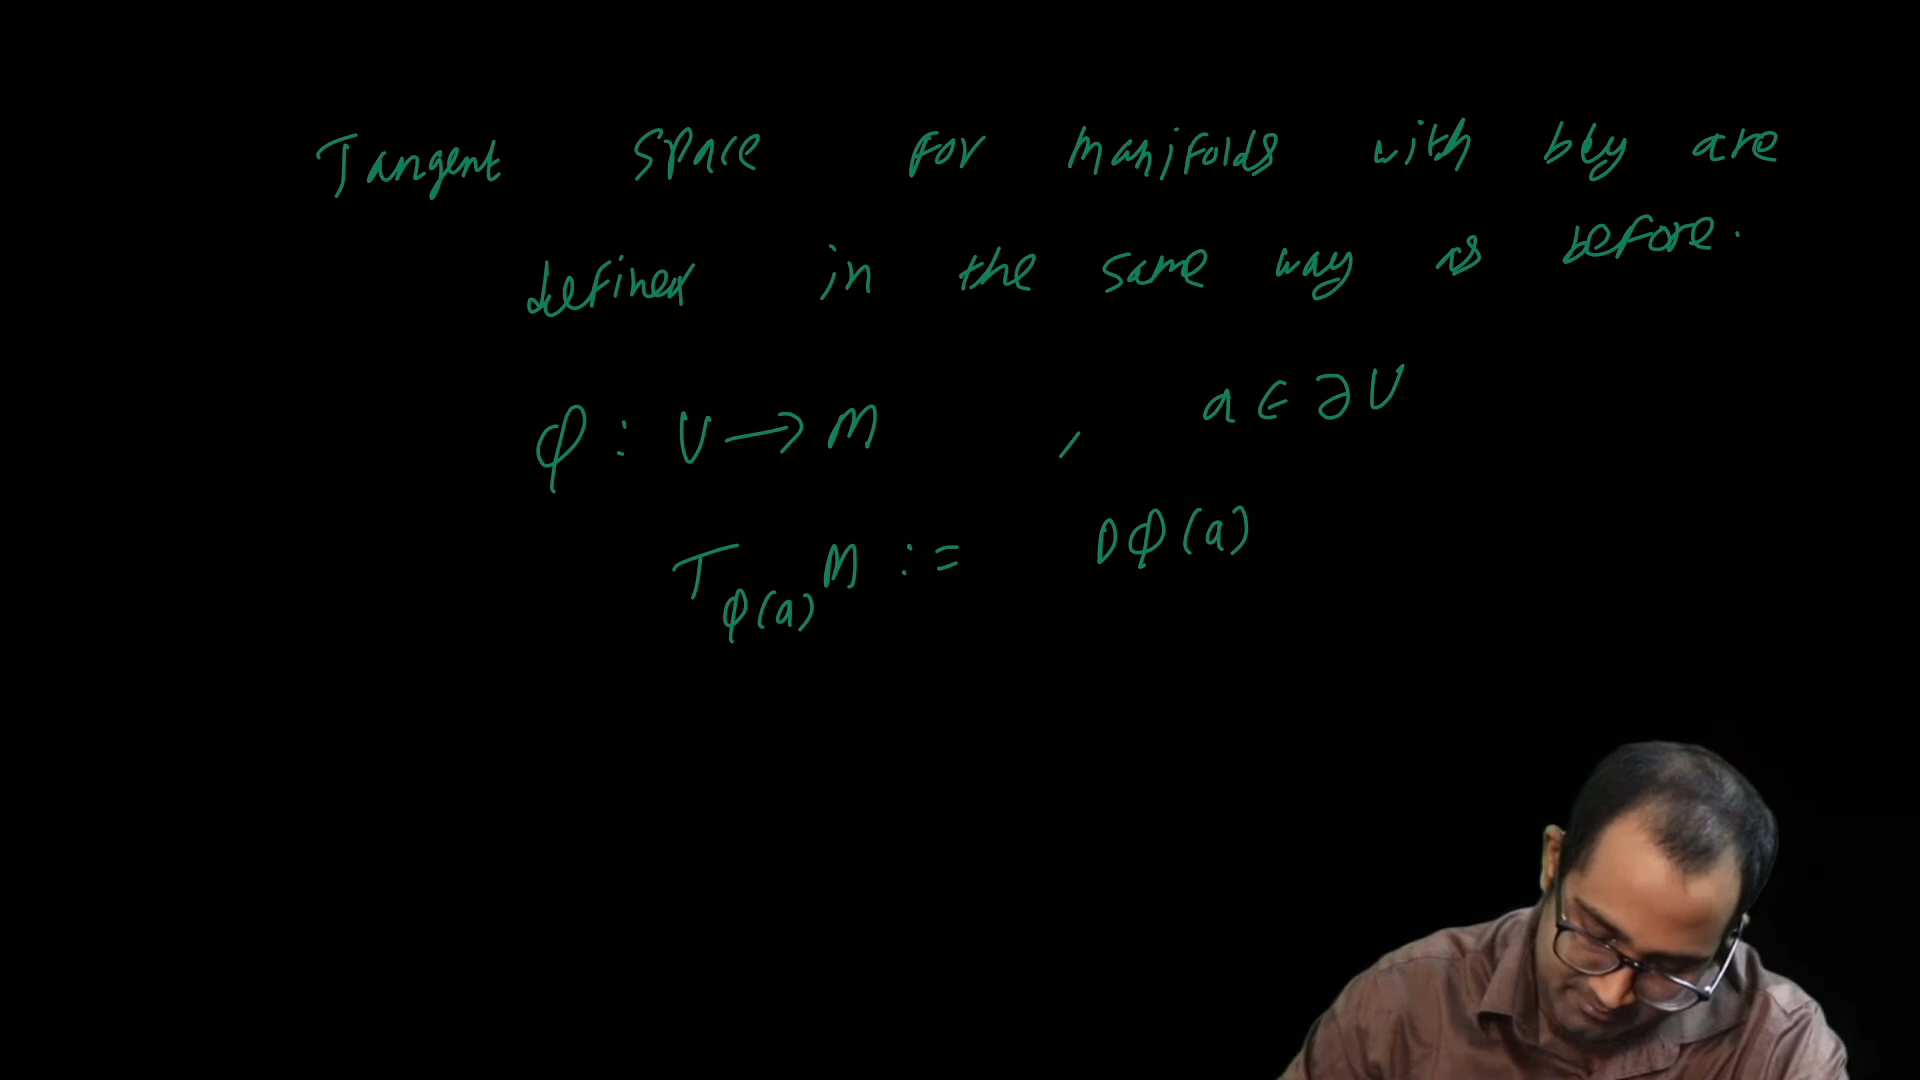 Tangent space for manifolds with bdy are
defined in the same way as before.
φ : U → M , a ∈ ∂U
T_φ(a) M := Dφ(a)